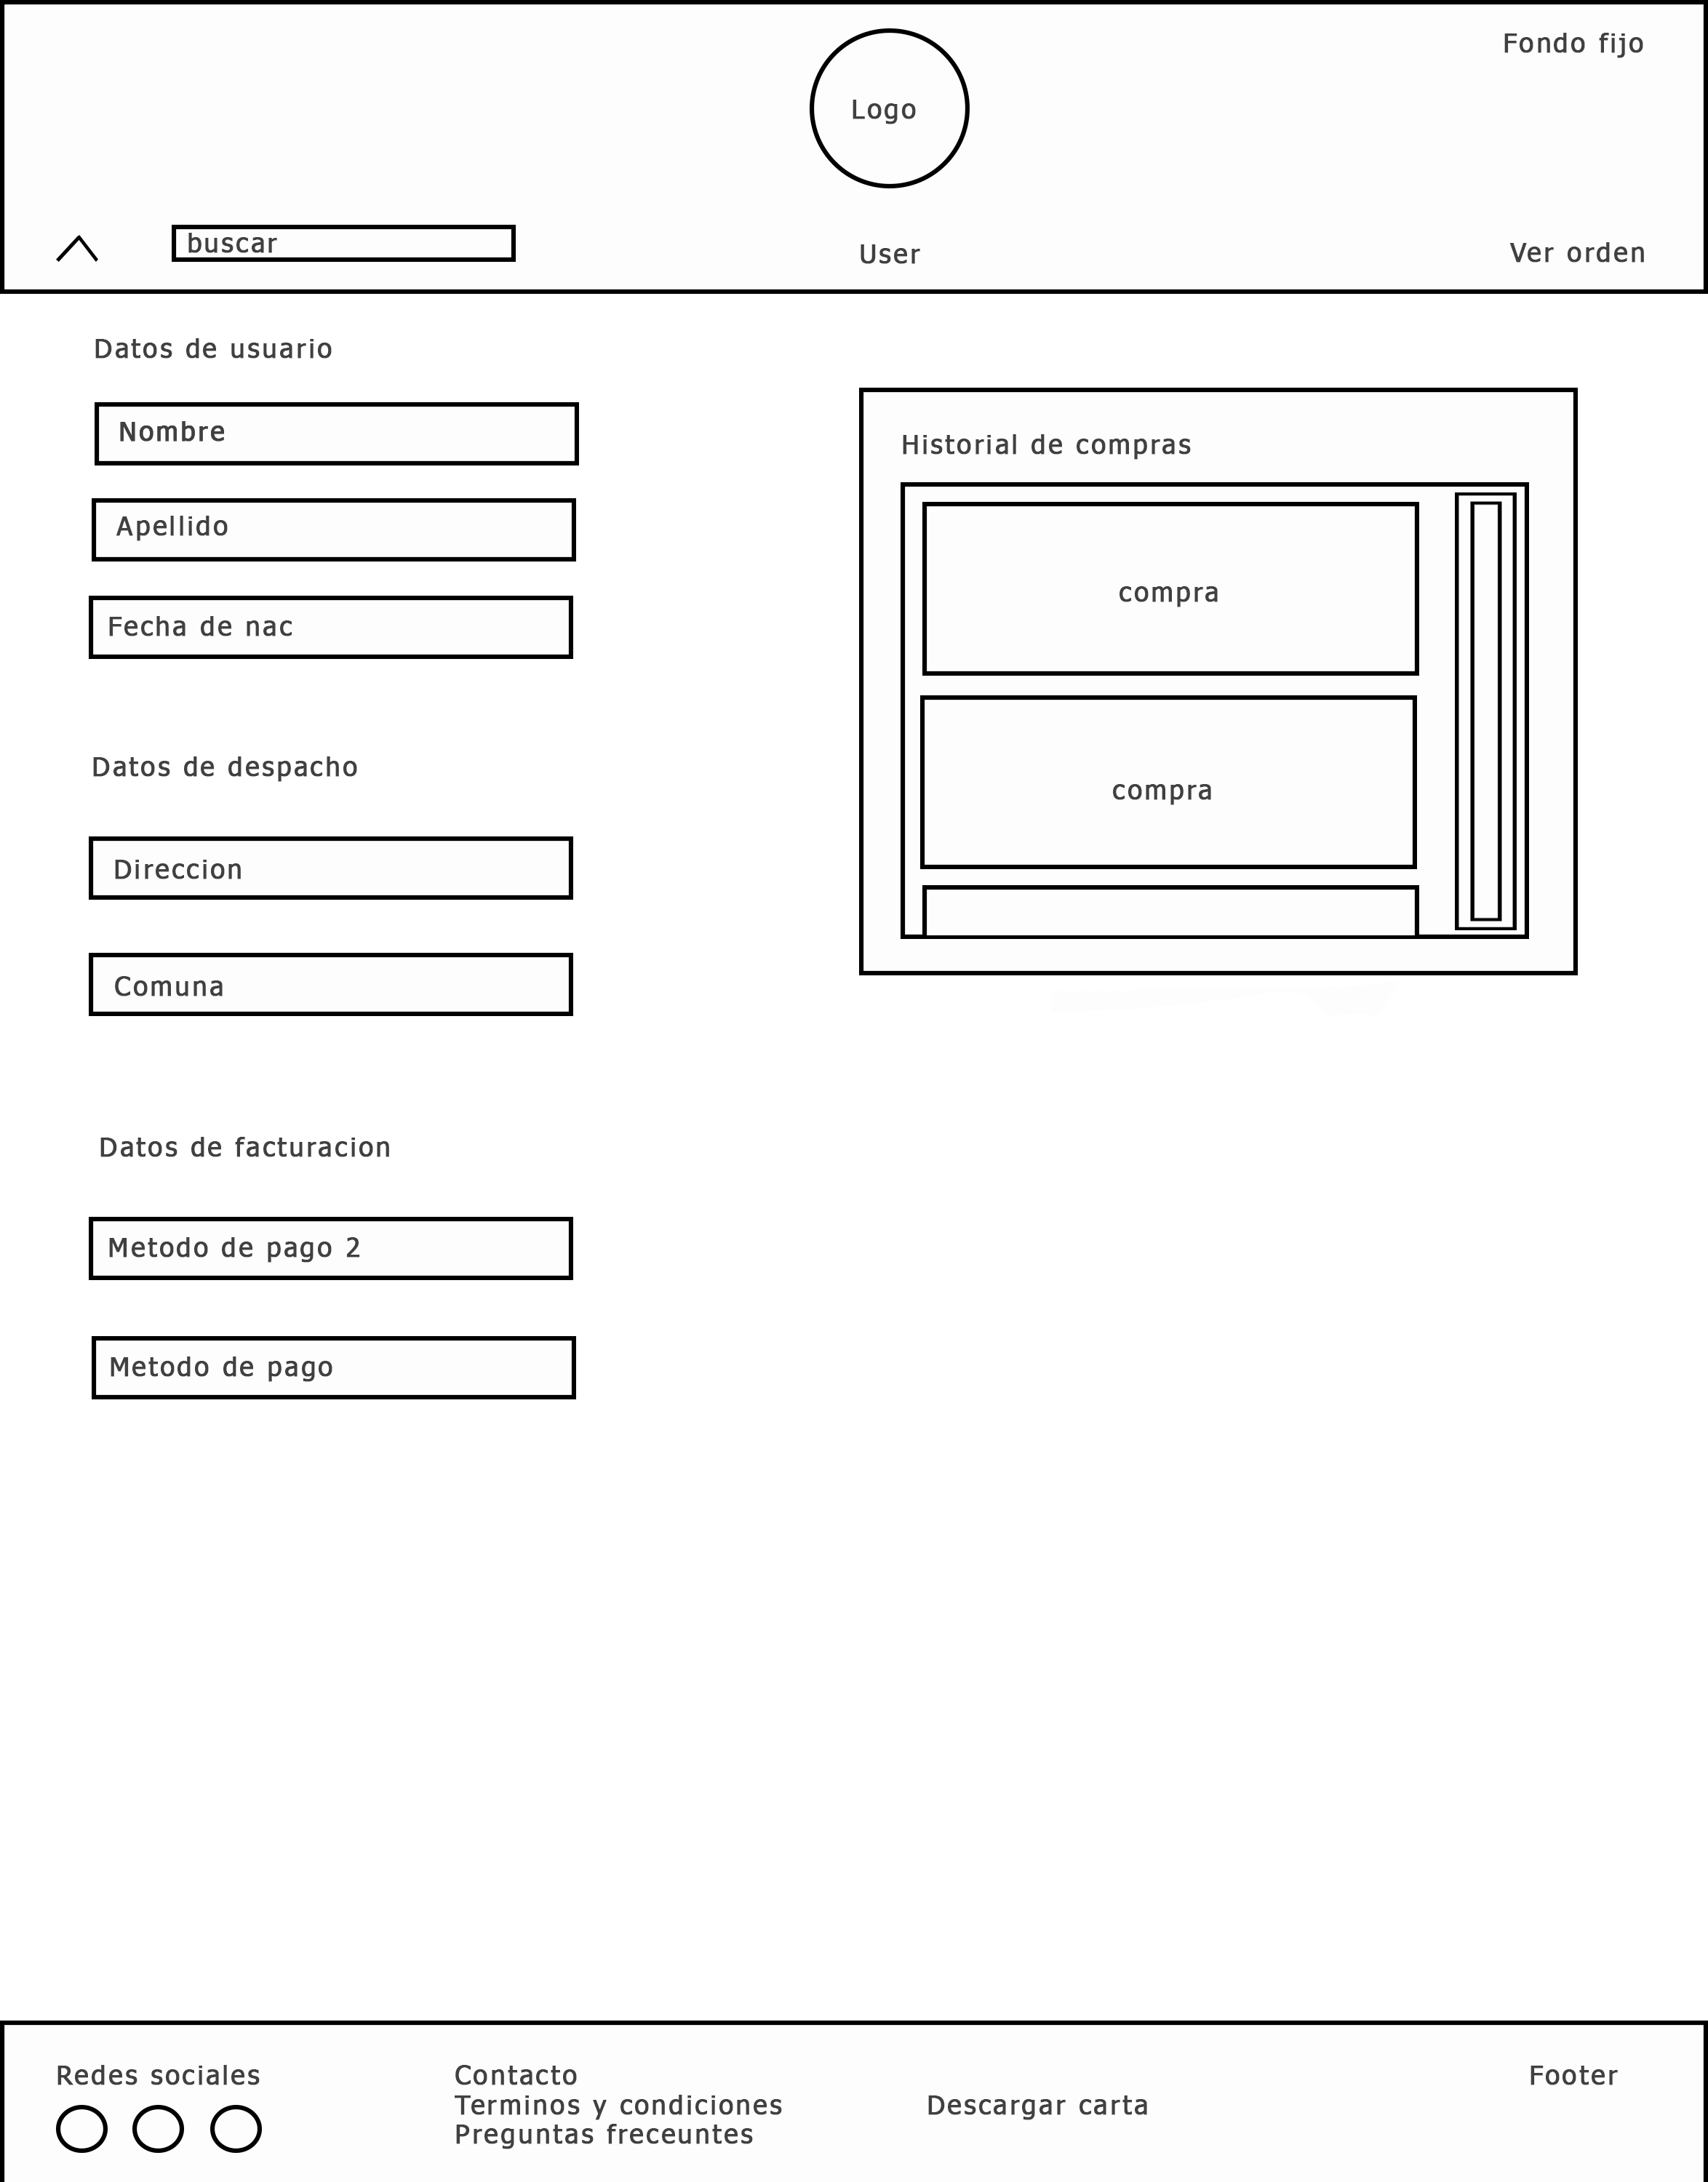 Fondo fijo
Logo
buscar
User
Ver orden
Datos de usuario
Nombre
Apellido
Fecha de nac
Historial de compras
compra
compra
Datos de despacho
Direccion
Comuna
Datos de facturacion
Metodo de pago 2
Metodo de pago
Redes sociales
Contacto
Terminos y condiciones
Preguntas freceuntes
Descargar carta
Footer